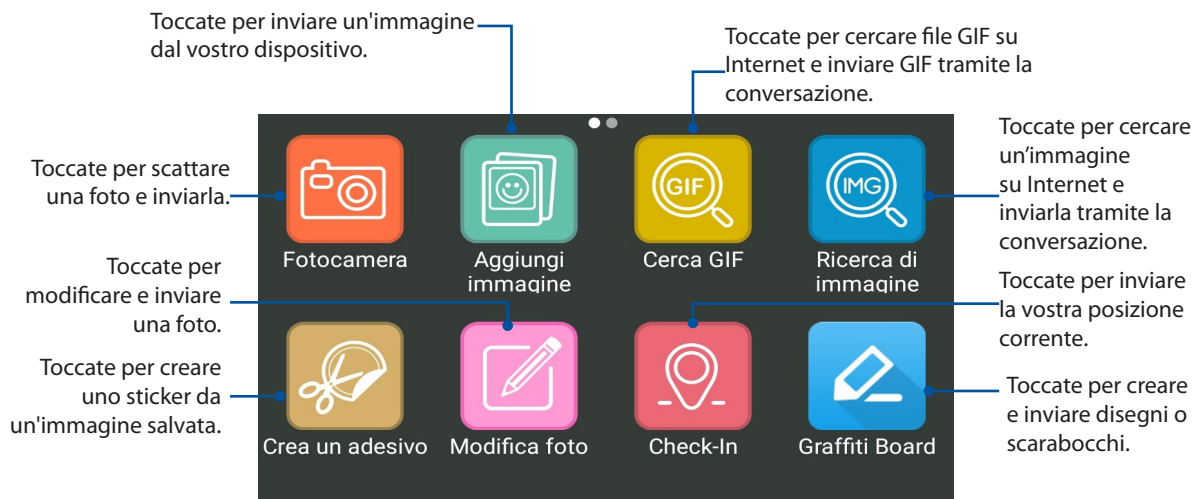 Toccate per inviare un'immagine
dal vostro dispositivo.
Toccate per cercare file GIF su
Internet e inviare GIF tramite la
conversazione.
Toccate per scattare
una foto e inviarla.
Toccate per cercare
un’immagine
su Internet e
inviarla tramite la
conversazione.
GIF
IMG
Fotocamera
Aggiungi
immagine
Cerca GIF
Ricerca di
immagine
Toccate per
modificare e inviare
una foto.
Toccate per inviare
la vostra posizione
corrente.
Toccate per creare
uno sticker da
un'immagine salvata.
Toccate per creare
e inviare disegni o
scarabocchi.
Crea un adesivo
Modifica foto
Check-In
Graffiti Board